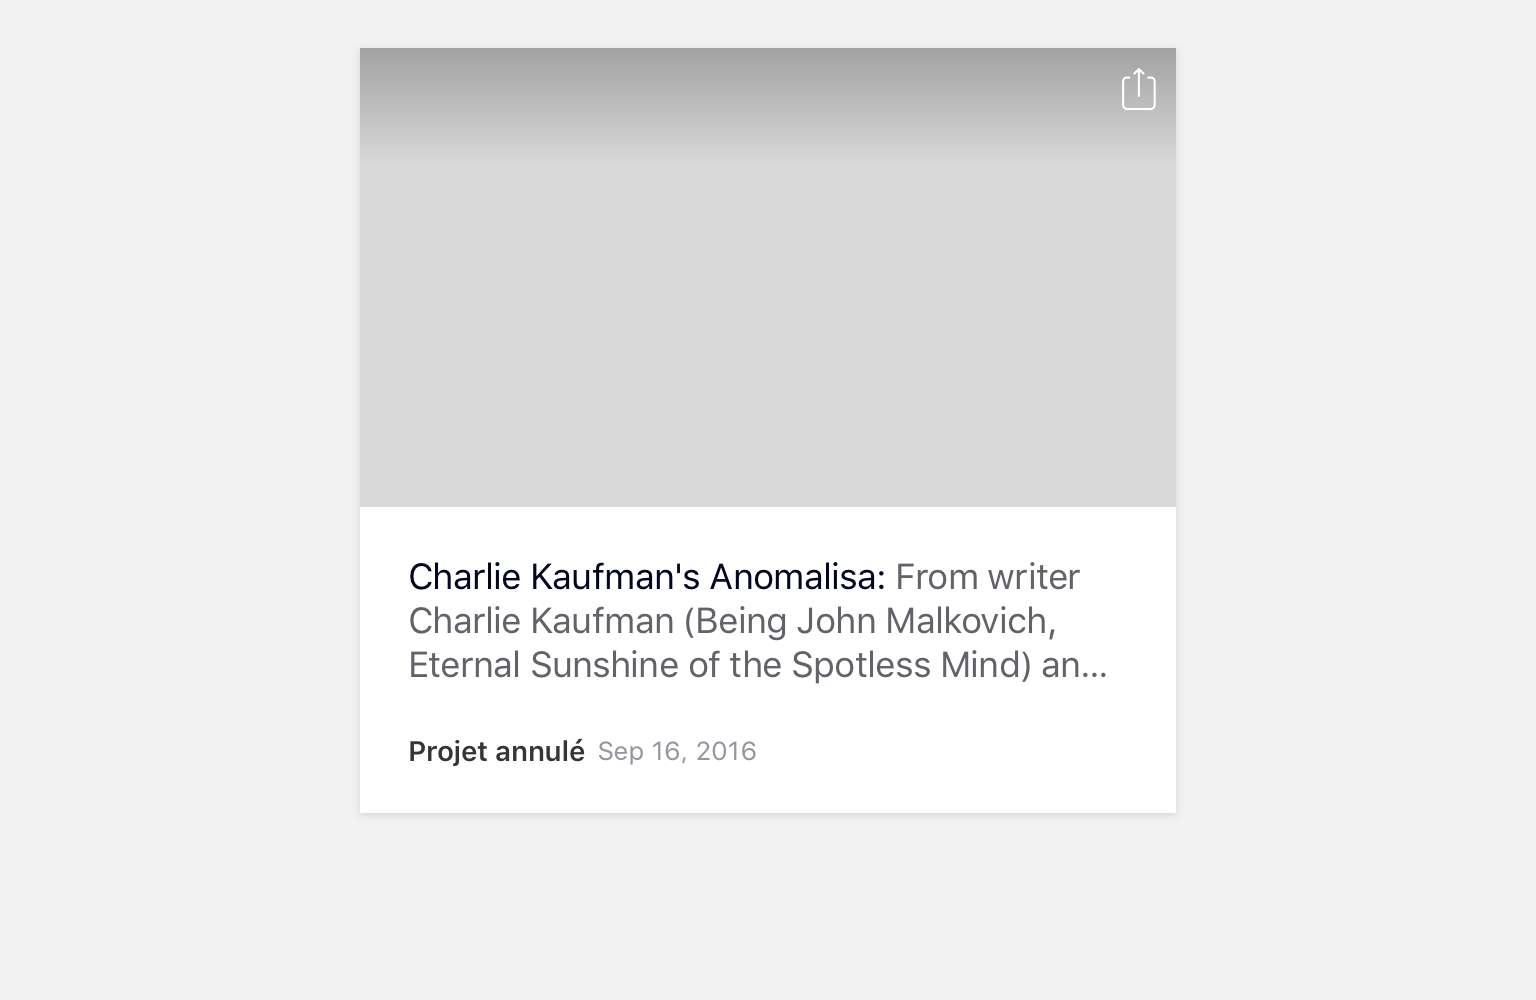 Charlie Kaufman's Anomalisa: From writer
Charlie Kaufman (Being John Malkovich,
Eternal Sunshine of the Spotless Mind) an...
Projet annulé Sep 16, 2016